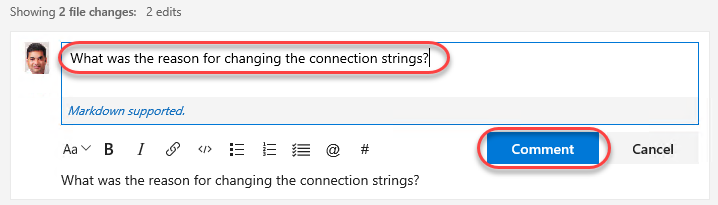 Showing 2 file changes: 2 edits
What was the reason for changing the connection strings?
Markdown supported.
Aa B I </> @ # Comment Cancel
What was the reason for changing the connection strings?